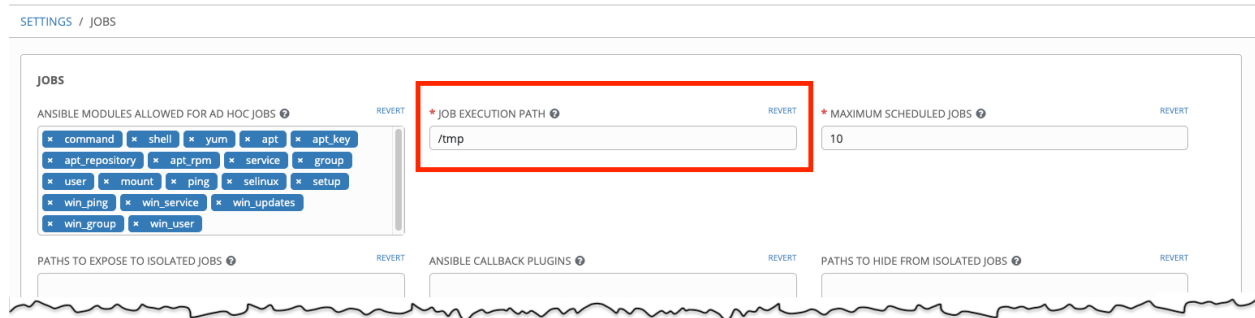 SETTINGS / JOBS
JOBS
ANSIBLE MODULES ALLOWED FOR AD HOC JOBS ? REVERT
× command × shell × yum × apt × apt_key
× apt_repository × apt_rpm × service × group
× user × mount × ping × selinux × setup
× win_ping × win_service × win_updates
× win_group × win_user
* JOB EXECUTION PATH ? REVERT
/tmp
* MAXIMUM SCHEDULED JOBS ? REVERT
10
PATHS TO EXPOSE TO ISOLATED JOBS ? REVERT
ANSIBLE CALLBACK PLUGINS ? REVERT
PATHS TO HIDE FROM ISOLATED JOBS ? REVERT